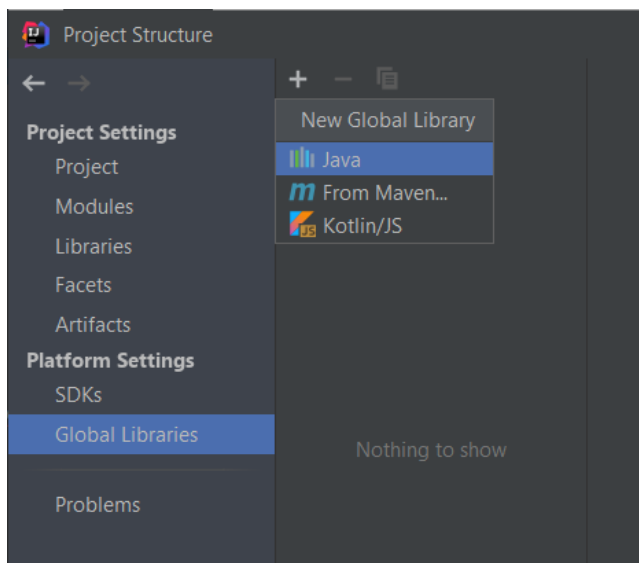 Project Structure
Project Settings
Project
Modules
Libraries
Facets
Artifacts
Platform Settings
SDKs
Global Libraries
Problems
New Global Library
Java
From Maven...
Kotlin/JS
Nothing to show